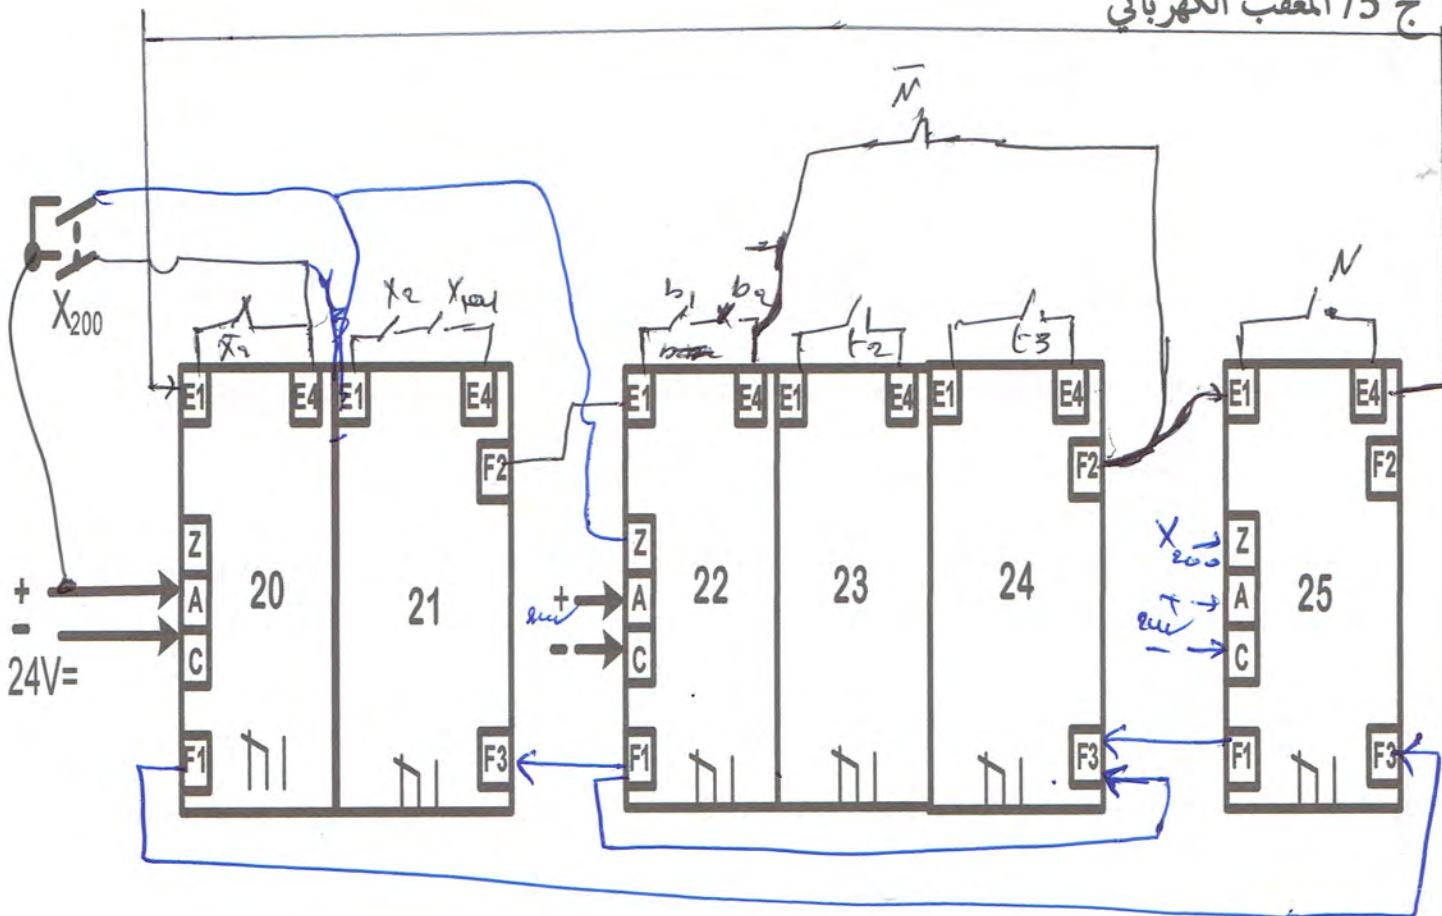 ج 5/ المعقب الكهربائي
N̅
N
X₂₀₀
X̅₂
X₂
b₁
b₂
t₂
t₃
E1 E4 E1 E4 E1 E4 E1 E4 E1 E4 E1 E4
F2 F2 F2
Z Z X₂₀₀ Z
+ A 20 21 + A 22 23 24 + A 25
- C - C - C
24V=
F1 F3 F1 F3 F1 F3